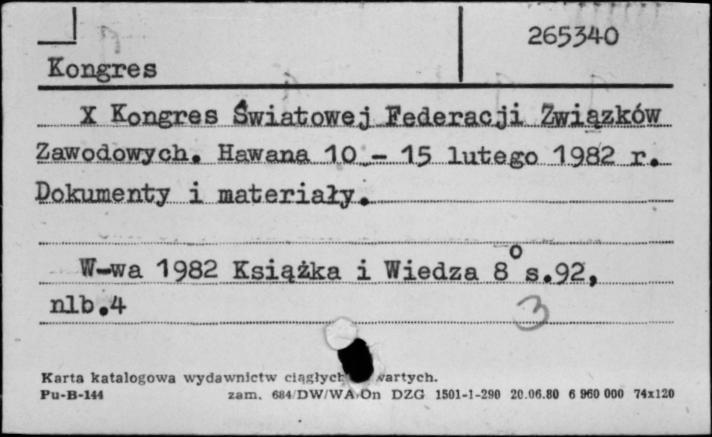 265340
Kongres
X Kongres Światowej Federacji Związków
Zawodowych. Hawana 10 - 15 lutego 1982 r.
Dokumenty i materiały.
W-wa 1982 Książka i Wiedza 8° s.92,
nlb.4
3
Karta katalogowa wydawnictw ciągłych wartych.
Pu-B-144 zam. 684/DW/WA/On DZG 1501-1-290 20.06.80 6 960 000 74x120